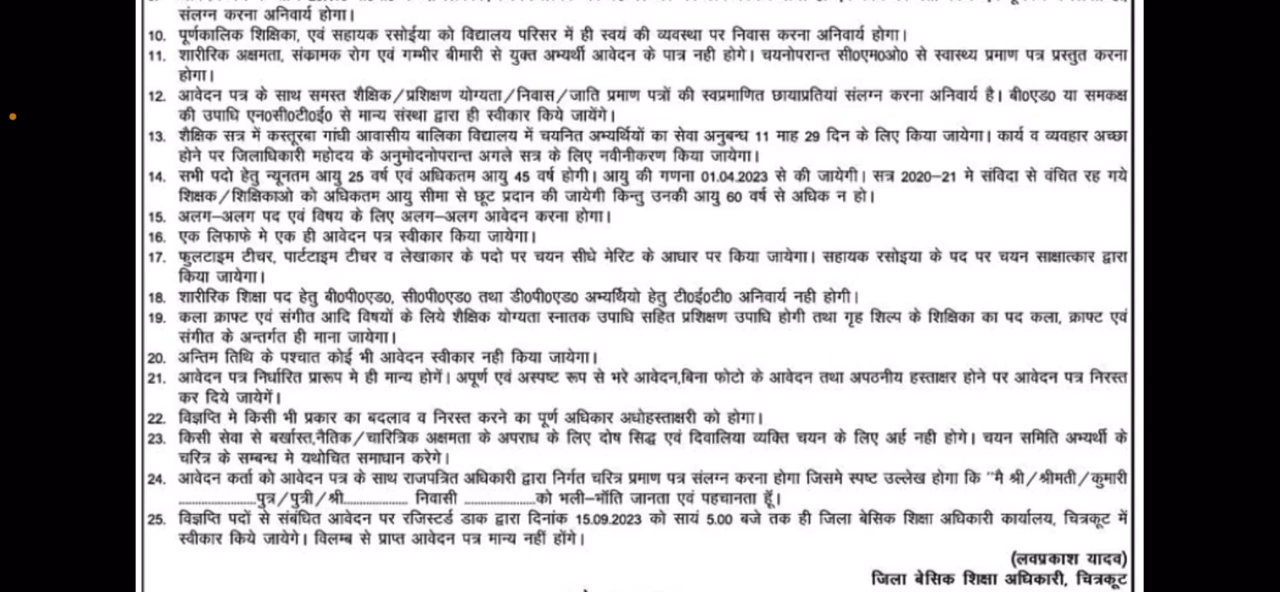 संलग्न करना अनिवार्य होगा।
10. पूर्णकालिक शिक्षिका, एवं सहायक रसोईया को विद्यालय परिसर में ही स्वयं की व्यवस्था पर निवास करना अनिवार्य होगा।
11. शारीरिक अक्षमता, संक्रामक रोग एवं गम्भीर बीमारी से युक्त अभ्यर्थी आवेदन के पात्र नही होगे। चयनोपरान्त सी०एम०ओ० से स्वास्थ्य प्रमाण पत्र प्रस्तुत करना
होगा।
12. आवेदन पत्र के साथ समस्त शैक्षिक/प्रशिक्षण योग्यता/निवास/जाति प्रमाण पत्रों की स्वप्रमाणित छायाप्रतियां संलग्न करना अनिवार्य है। बी०एड० या समकक्ष
की उपाधि एन०सी०टी०ई० से मान्य संस्था द्वारा ही स्वीकार किये जायेंगे।
13. शैक्षिक सत्र में कस्तूरबा गांधी आवासीय बालिका विद्यालय में चयनित अभ्यर्थियों का सेवा अनुबन्ध 11 माह 29 दिन के लिए किया जायेगा। कार्य व व्यवहार अच्छा
होने पर जिलाधिकारी महोदय के अनुमोदनोपरान्त अगले सत्र के लिए नवीनीकरण किया जायेगा।
14. सभी पदो हेतु न्यूनतम आयु 25 वर्ष एवं अधिकतम आयु 45 वर्ष होगी। आयु की गणना 01.04.2023 से की जायेगी। सत्र 2020–21 मे संविदा से वंचित रह गये
शिक्षक/शिक्षिकाओ को अधिकतम आयु सीमा से छूट प्रदान की जायेगी किन्तु उनकी आयु 60 वर्ष से अधिक न हो।
15. अलग–अलग पद एवं विषय के लिए अलग–अलग आवेदन करना होगा।
16. एक लिफाफे मे एक ही आवेदन पत्र स्वीकार किया जायेगा।
17. फुलटाइम टीचर, पार्टटाइम टीचर व लेखाकार के पदो पर चयन सीधे मेरिट के आधार पर किया जायेगा। सहायक रसोइया के पद पर चयन साक्षात्कार द्वारा
किया जायेगा।
18. शारीरिक शिक्षा पद हेतु बी०पी०एड०, सी०पी०एड० तथा डी०पी०एड० अभ्यर्थियो हेतु टी०ई०टी० अनिवार्य नही होगी।
19. कला क्राफ्ट एवं संगीत आदि विषयों के लिये शैक्षिक योग्यता स्नातक उपाधि सहित प्रशिक्षण उपाधि होगी तथा गृह शिल्प के शिक्षिका का पद कला, क्राफ्ट एवं
संगीत के अन्तर्गत ही माना जायेगा।
20. अन्तिम तिथि के पश्चात कोई भी आवेदन स्वीकार नही किया जायेगा।
21. आवेदन पत्र निर्धारित प्रारूप मे ही मान्य होगें। अपूर्ण एवं अस्पष्ट रूप से भरे आवेदन,बिना फोटो के आवेदन तथा अपठनीय हस्ताक्षर होने पर आवेदन पत्र निरस्त
कर दिये जायेगें।
22. विज्ञप्ति मे किसी भी प्रकार का बदलाव व निरस्त करने का पूर्ण अधिकार अधोहस्ताक्षरी को होगा।
23. किसी सेवा से बर्खास्त,नैतिक/चारित्रिक अक्षमता के अपराध के लिए दोष सिद्ध एवं दिवालिया व्यक्ति चयन के लिए अर्ह नही होगे। चयन समिति अभ्यर्थी के
चरित्र के सम्बन्ध मे यथोचित समाधान करेगे।
24. आवेदन कर्ता को आवेदन पत्र के साथ राजपत्रित अधिकारी द्वारा निर्गत चरित्र प्रमाण पत्र संलग्न करना होगा जिसमे स्पष्ट उल्लेख होगा कि "मै श्री/श्रीमती/कुमारी
....................पुत्र/पुत्री/श्री................ निवासी ..................को भली–भाँति जानता एवं पहचानता हूँ।
25. विज्ञप्ति पदों से संबंधित आवेदन पर रजिस्टर्ड डाक द्वारा दिनांक 15.09.2023 को सायं 5.00 बजे तक ही जिला बेसिक शिक्षा अधिकारी कार्यालय, चित्रकूट में
स्वीकार किये जायेगे। विलम्ब से प्राप्त आवेदन पत्र मान्य नहीं होंगे।
(लवप्रकाश यादव)
जिला बेसिक शिक्षा अधिकारी, चित्रकूट